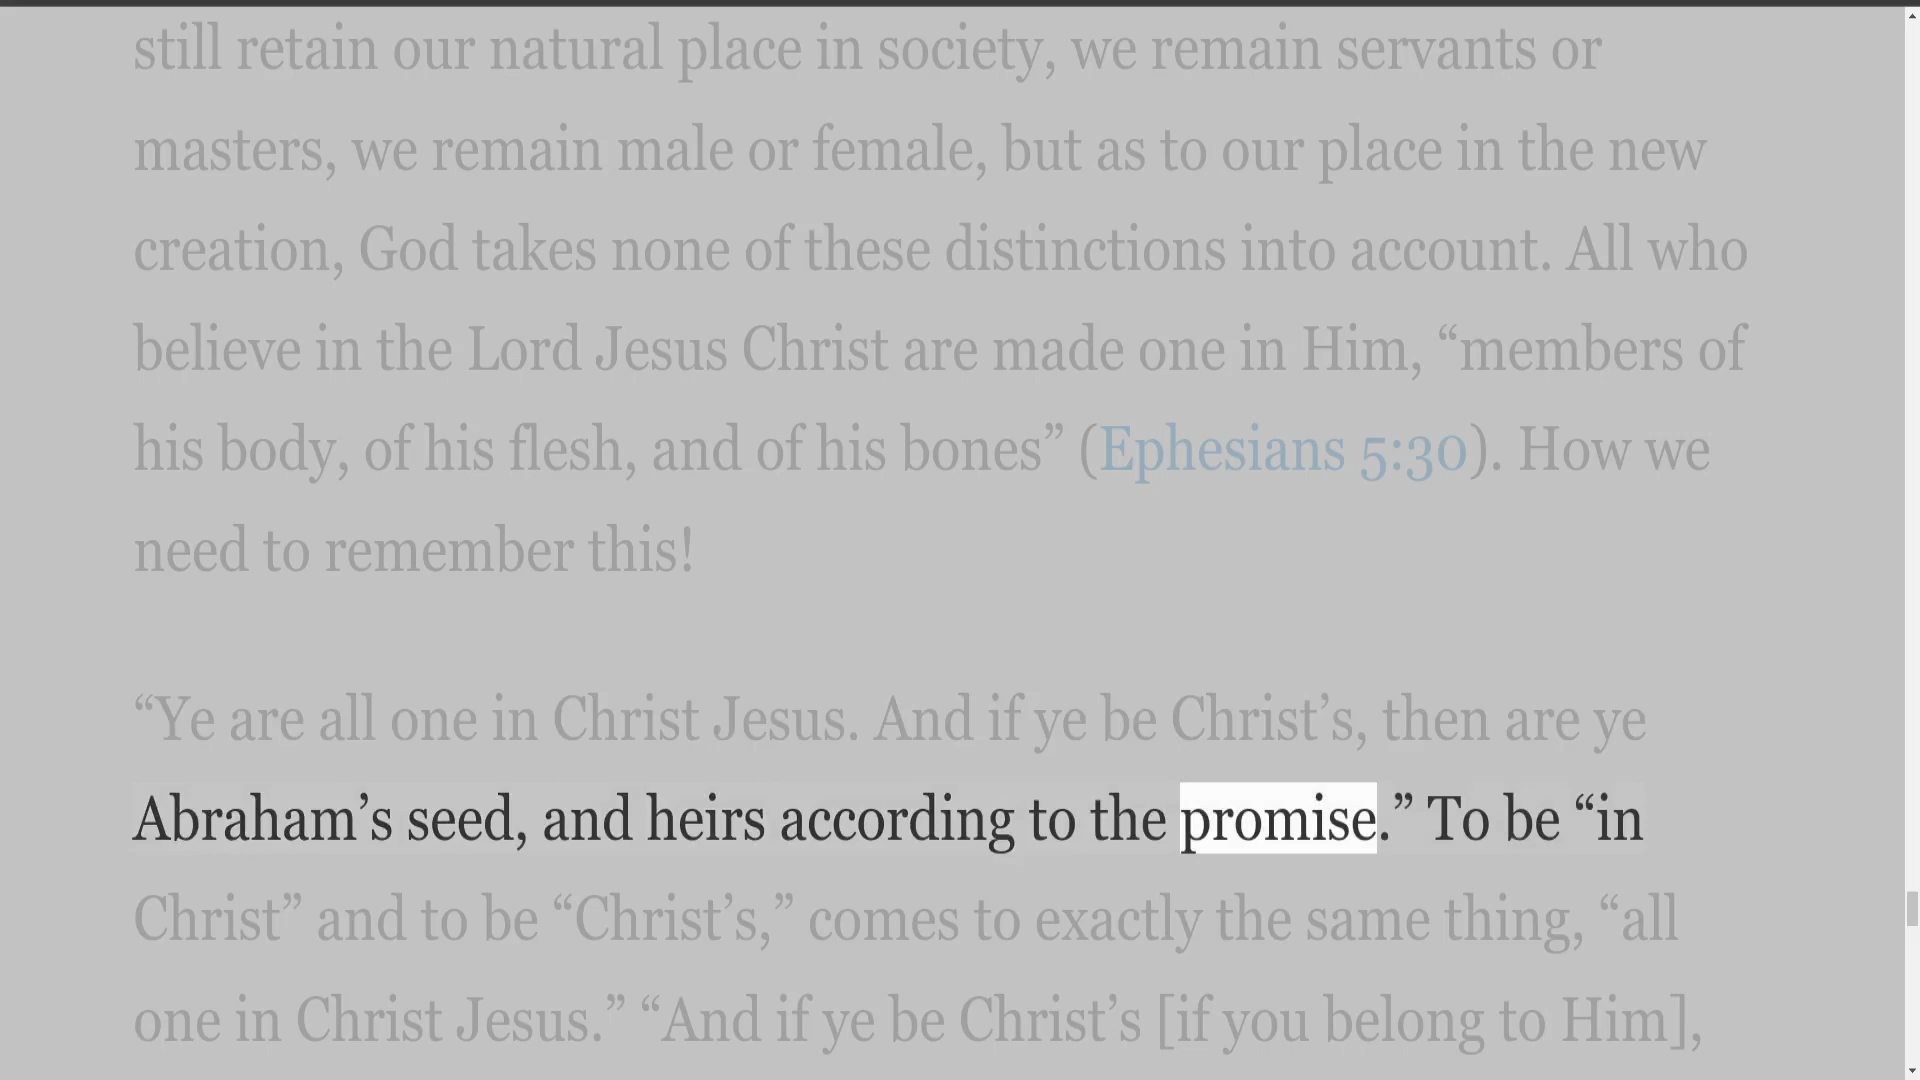 still retain our natural place in society, we remain servants or
masters, we remain male or female, but as to our place in the new
creation, God takes none of these distinctions into account. All who
believe in the Lord Jesus Christ are made one in Him, “members of
his body, of his flesh, and of his bones” (Ephesians 5:30). How we
need to remember this!
“Ye are all one in Christ Jesus. And if ye be Christ’s, then are ye
Abraham’s seed, and heirs according to the promise.” To be “in
Christ” and to be “Christ’s,” comes to exactly the same thing, “all
one in Christ Jesus.” “And if ye be Christ’s [if you belong to Him],